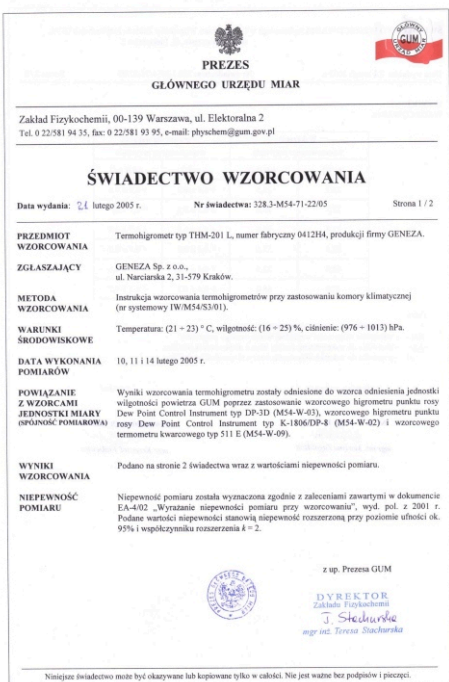 GŁÓWNY
GUM
URZĄD MIAR
PREZES
GŁÓWNEGO URZĘDU MIAR
Zakład Fizykochemii, 00-139 Warszawa, ul. Elektoralna 2
Tel. 0 22/581 94 35, fax: 0 22/581 93 95, e-mail: physchem@gum.gov.pl
ŚWIADECTWO WZORCOWANIA
Data wydania: 21 lutego 2005 r. Nr świadectwa: 328.3-M54-71-22/05 Strona 1 / 2
PRZEDMIOT Termohigrometr typ THM-201 L, numer fabryczny 0412H4, produkcji firmy GENEZA.
WZORCOWANIA
ZGŁASZAJĄCY GENEZA Sp. z o.o.,
ul. Narciarska 2, 31-579 Kraków.
METODA Instrukcja wzorcowania termohigrometrów przy zastosowaniu komory klimatycznej
WZORCOWANIA (nr systemowy IW/M54/S3/01).
WARUNKI Temperatura: (21 ÷ 23) ° C, wilgotność: (16 ÷ 25) %, ciśnienie: (976 ÷ 1013) hPa.
ŚRODOWISKOWE
DATA WYKONANIA 10, 11 i 14 lutego 2005 r.
POMIARÓW
POWIĄZANIE Wyniki wzorcowania termohigrometru zostały odniesione do wzorca odniesienia jednostki
Z WZORCAMI wilgotności powietrza GUM poprzez zastosowanie wzorcowego higrometru punktu rosy
JEDNOSTKI MIARY Dew Point Control Instrument typ DP-3D (M54-W-03), wzorcowego higrometru punktu
(SPÓJNOŚĆ POMIAROWA) rosy Dew Point Control Instrument typ K-1806/DP-8 (M54-W-02) i wzorcowego
termometru kwarcowego typ 511 E (M54-W-09).
WYNIKI Podano na stronie 2 świadectwa wraz z wartościami niepewności pomiaru.
WZORCOWANIA
NIEPEWNOŚĆ Niepewność pomiaru została wyznaczona zgodnie z zaleceniami zawartymi w dokumencie
POMIARU EA-4/02 „Wyrażanie niepewności pomiaru przy wzorcowaniu”, wyd. pol. z 2001 r.
Podane wartości niepewności stanowią niepewność rozszerzoną przy poziomie ufności ok.
95% i współczynniku rozszerzenia k = 2.
z up. Prezesa GUM
DYREKTOR
Zakładu Fizykochemii
T. Stachurska
mgr inż. Teresa Stachurska
Niniejsze świadectwo może być okazywane lub kopiowane tylko w całości. Nie jest ważne bez podpisów i pieczęci.